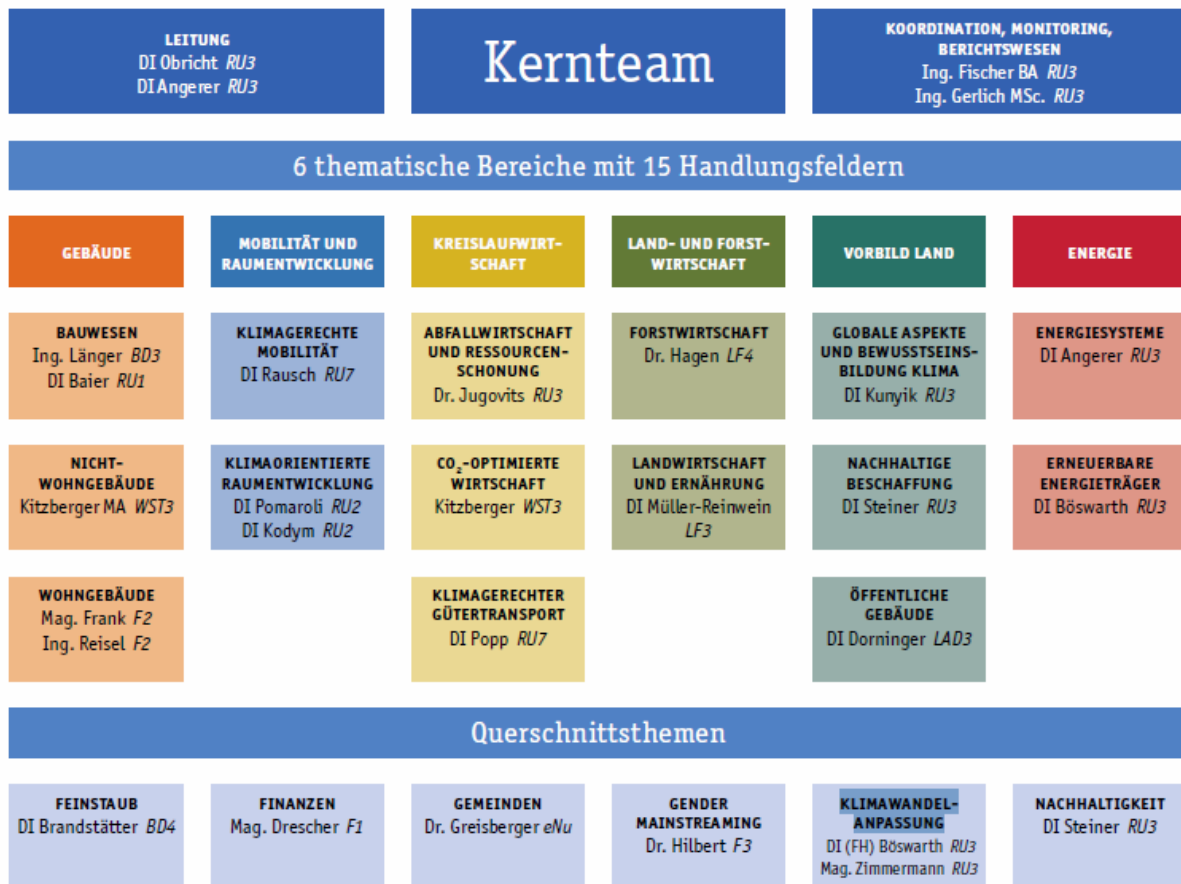 LEITUNG
DI Obricht RU3
DI Angerer RU3
Kernteam
KOORDINATION, MONITORING,
BERICHTSWESEN
Ing. Fischer BA RU3
Ing. Gerlich MSc. RU3
6 thematische Bereiche mit 15 Handlungsfeldern
GEBÄUDE
MOBILITÄT UND
RAUMENTWICKLUNG
KREISLAUFWIRT-
SCHAFT
LAND- UND FORST-
WIRTSCHAFT
VORBILD LAND
ENERGIE
BAUWESEN
Ing. Länger BD3
DI Baier RU1
KLIMAGERECHTE
MOBILITÄT
DI Rausch RU7
ABFALLWIRTSCHAFT
UND RESSOURCEN-
SCHONUNG
Dr. Jugovits RU3
FORSTWIRTSCHAFT
Dr. Hagen LF4
GLOBALE ASPEKTE
UND BEWUSSTSEINS-
BILDUNG KLIMA
DI Kunyik RU3
ENERGIESYSTEME
DI Angerer RU3
NICHT-
WOHNGEBÄUDE
Kitzberger MA WST3
KLIMAORIENTIERTE
RAUMENTWICKLUNG
DI Pomaroli RU2
DI Kodym RU2
CO₂-OPTIMIERTE
WIRTSCHAFT
Kitzberger WST3
LANDWIRTSCHAFT
UND ERNÄHRUNG
DI Müller-Reinwein
LF3
NACHHALTIGE
BESCHAFFUNG
DI Steiner RU3
ERNEUERBARE
ENERGIETRÄGER
DI Böswarth RU3
WOHNGEBÄUDE
Mag. Frank F2
Ing. Reisel F2
KLIMAGERECHTER
GÜTERTRANSPORT
DI Popp RU7
ÖFFENTLICHE
GEBÄUDE
DI Dorninger LAD3
Querschnittsthemen
FEINSTAUB
DI Brandstätter BD4
FINANZEN
Mag. Drescher F1
GEMEINDEN
Dr. Greisberger eNu
GENDER
MAINSTREAMING
Dr. Hilbert F3
KLIMAWANDEL-
ANPASSUNG
DI (FH) Böswarth RU3
Mag. Zimmermann RU3
NACHHALTIGKEIT
DI Steiner RU3